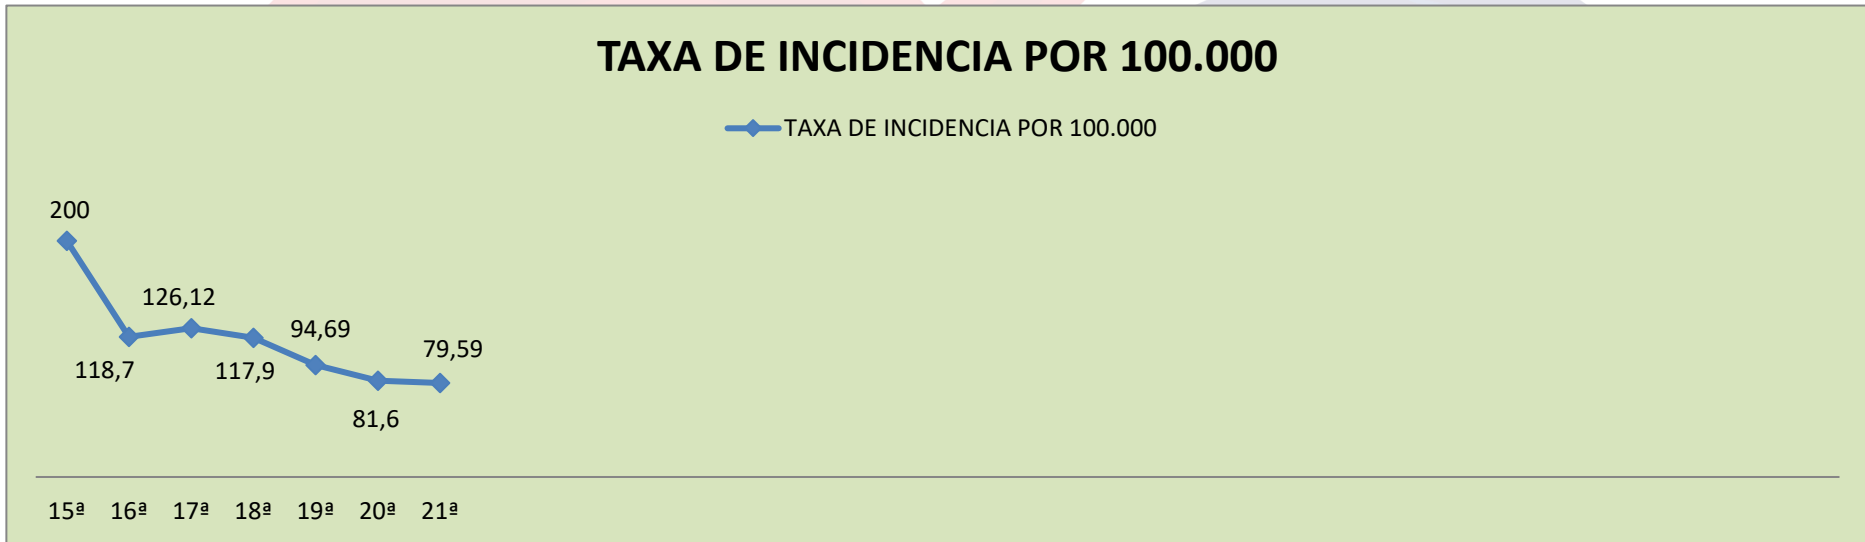 TAXA DE INCIDENCIA POR 100.000
TAXA DE INCIDENCIA POR 100.000
200
126,12
94,69
79,59
118,7
117,9
81,6
15ª 16ª 17ª 18ª 19ª 20ª 21ª